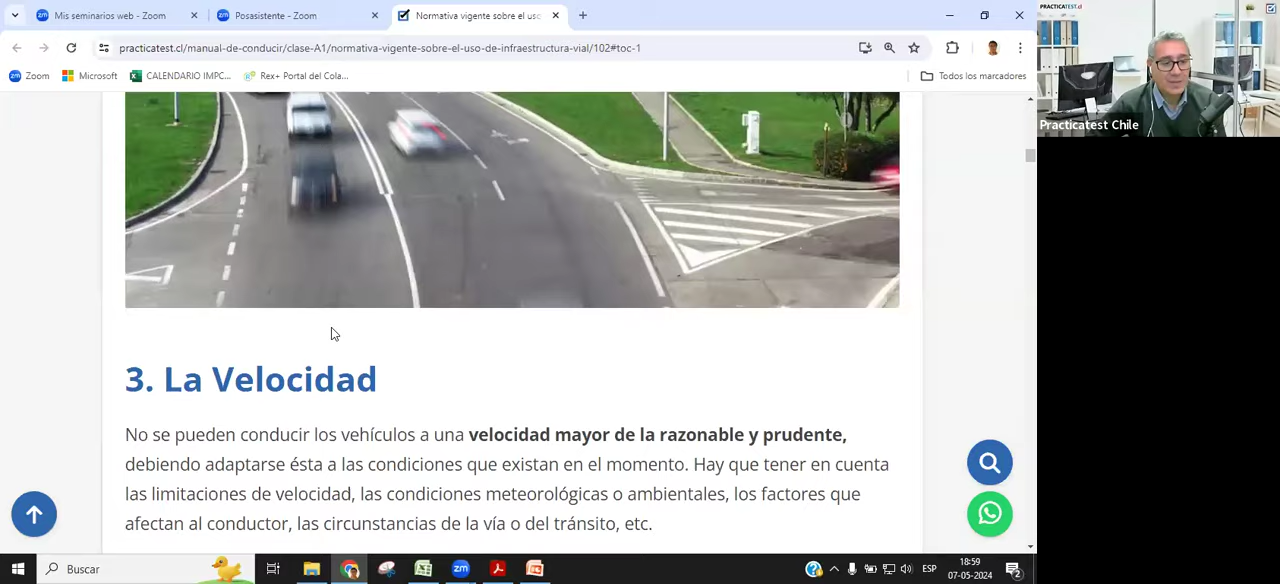 Mis seminarios web - Zoom
Posasistente - Zoom
Normativa vigente sobre el uso
practicatest.cl/manual-de-conducir/clase-A1/normativa-vigente-sobre-el-uso-de-infraestructura-vial/102#toc-1
Zoom
Microsoft
CALENDARIO IMPC...
Rex+ Portal del Cola...
Todos los marcadores
PRACTICATEST.cl
Practicatest Chile
3. La Velocidad
No se pueden conducir los vehículos a una velocidad mayor de la razonable y prudente,
debiendo adaptarse ésta a las condiciones que existan en el momento. Hay que tener en cuenta
las limitaciones de velocidad, las condiciones meteorológicas o ambientales, los factores que
afectan al conductor, las circunstancias de la vía o del tránsito, etc.
Buscar
ESP
18:59
07-05-2024
2